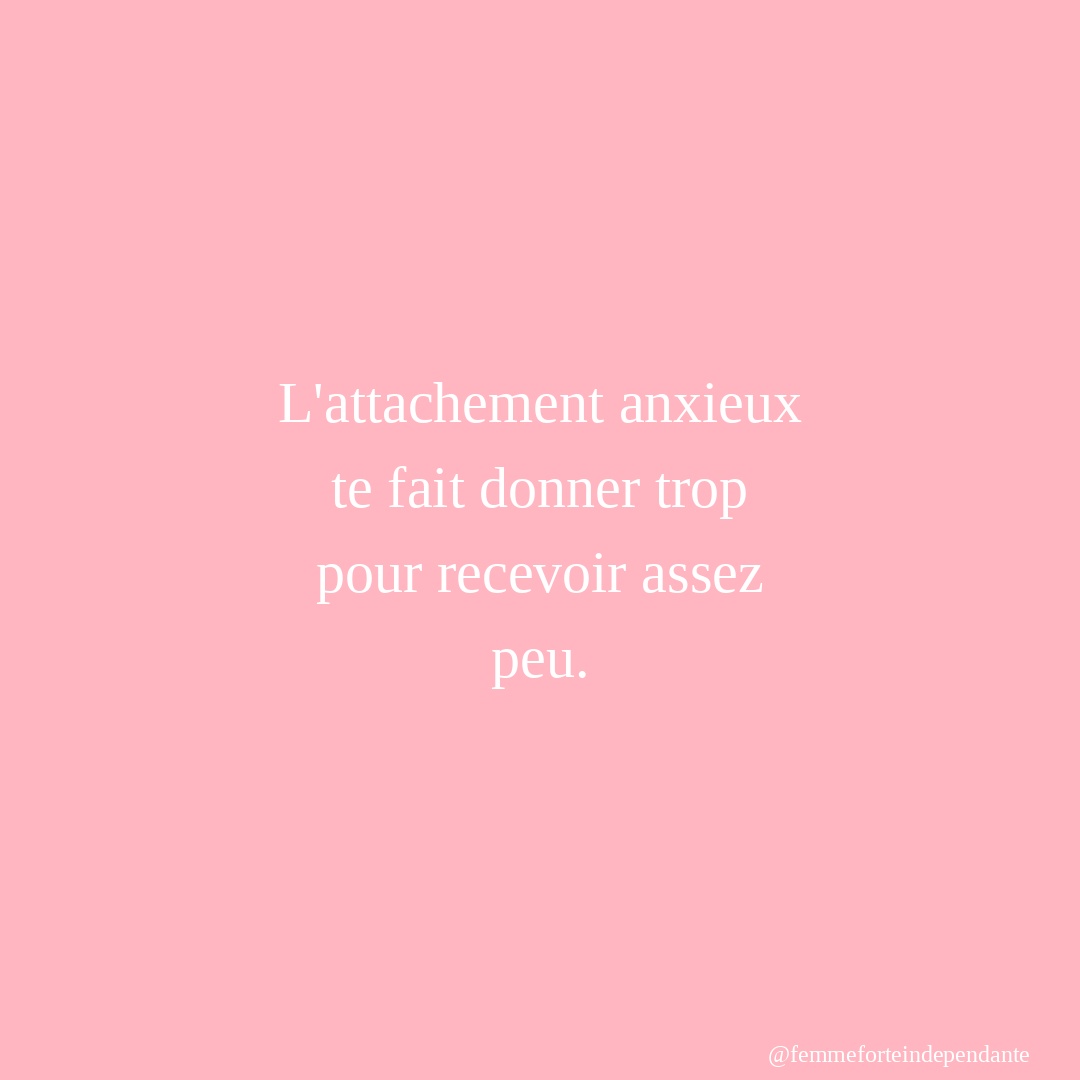 L'attachement anxieux
te fait donner trop
pour recevoir assez
peu.
@femmeforteindependante